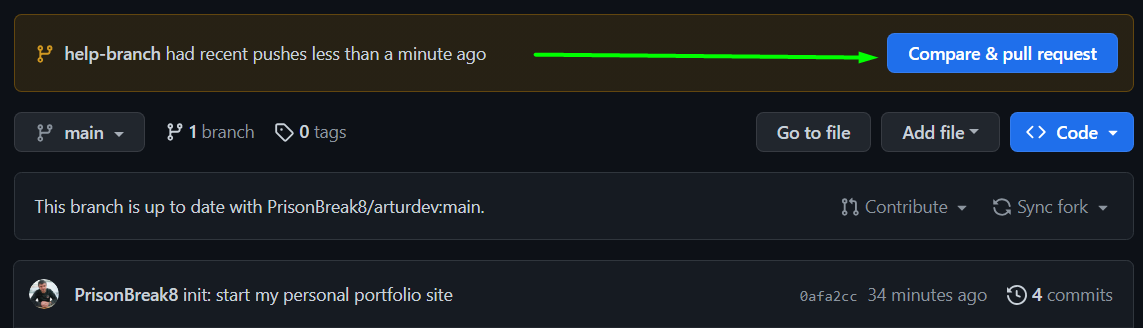 help-branch had recent pushes less than a minute ago Compare & pull request
main 1 branch 0 tags Go to file Add file Code
This branch is up to date with PrisonBreak8/arturdev:main. Contribute Sync fork
PrisonBreak8 init: start my personal portfolio site 0afa2cc 34 minutes ago 4 commits